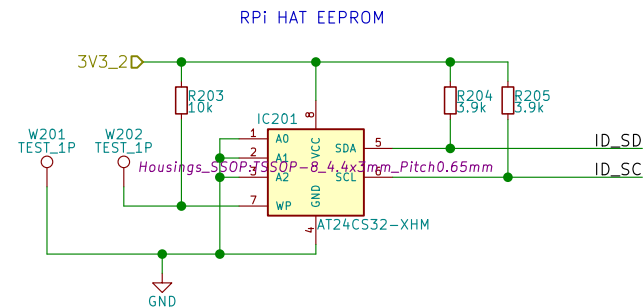 RPi HAT EEPROM
3V3_2
R203
10k
R204
3.9k
R205
3.9k
IC201
W201
TEST_1P
W202
TEST_1P
1
A0
2
A1
3
A2
7
WP
8
VCC
GND
4
SDA
5
SCL
6
ID_SD
ID_SC
Housings_SSOP:TSSOP-8_4.4x3mm_Pitch0.65mm
AT24CS32-XHM
GND